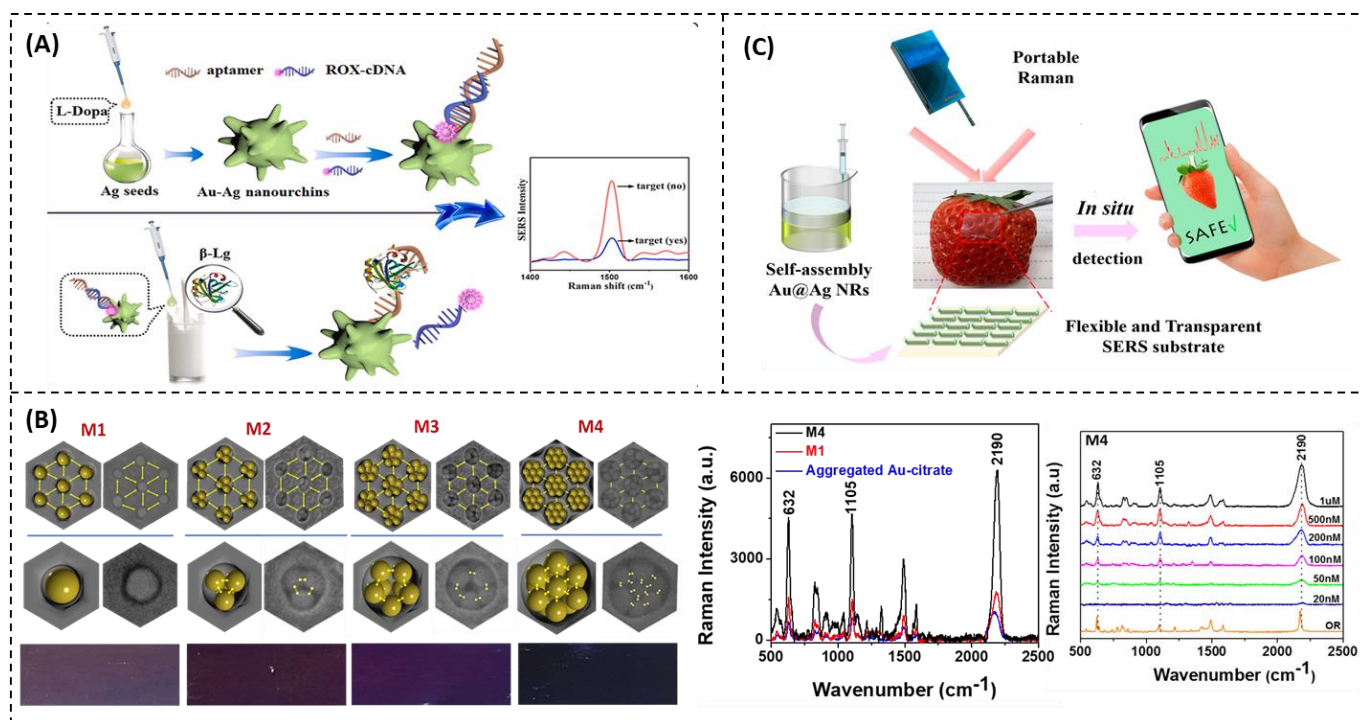 (A)
aptamer
ROX-cDNA
L-Dopa
Ag seeds
Au-Ag nanourchins
β-Lg
SERS Intensity
target (no)
target (yes)
1400
1500
1600
Raman shift (cm-1)
(C)
Portable
Raman
Self-assembly
Au@Ag NRs
In situ
detection
SAFE√
Flexible and Transparent
SERS substrate
(B)
M1
M2
M3
M4
Raman Intensity (a.u.)
6000
3000
0
M4
M1
Aggregated Au-citrate
632
1105
2190
500
1000
1500
2000
2500
Wavenumber (cm-1)
Raman Intensity (a.u)
M4
632
1105
2190
1uM
500nM
200nM
100nM
50nM
20nM
OR
500
1000
1500
2000
2500
Wavenumber (cm-1)